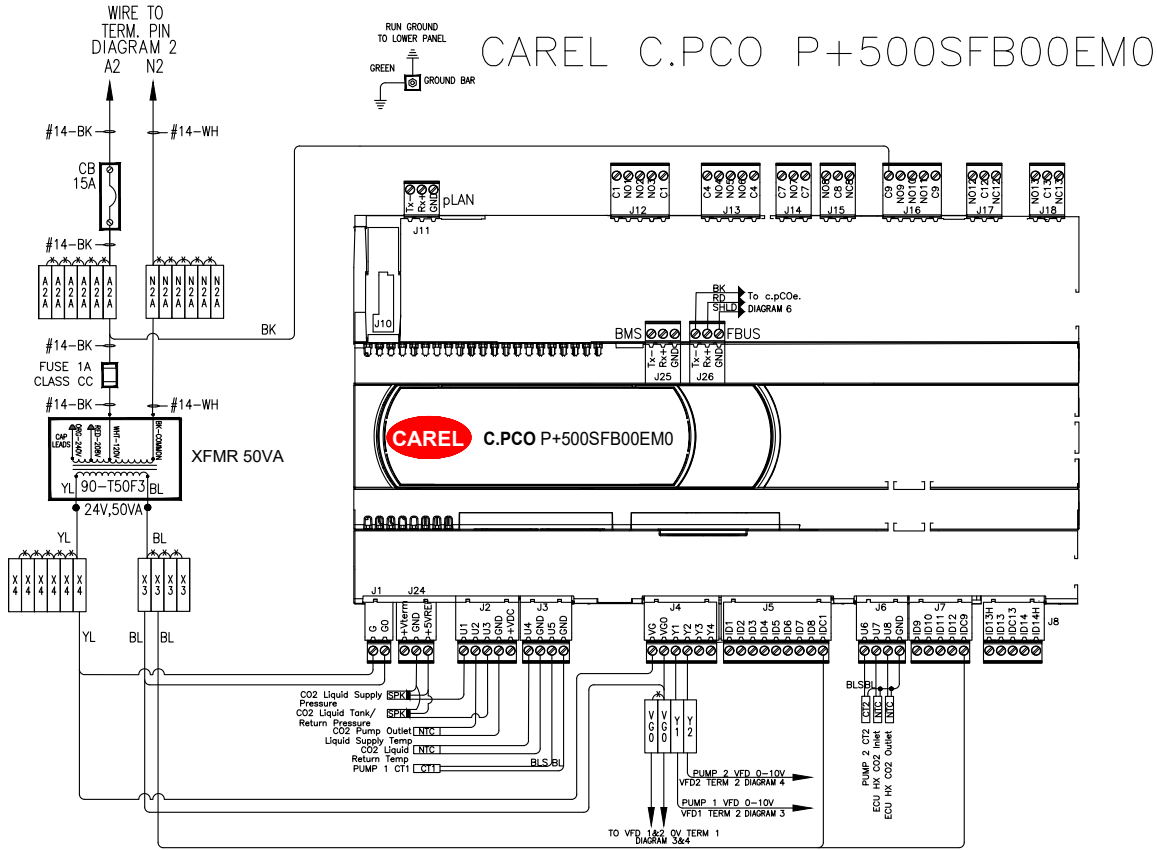 WIRE TO
TERM. PIN
DIAGRAM 2
A2 N2
RUN GROUND
TO LOWER PANEL
GREEN
GROUND BAR
CAREL C.PCO P+500SFB00EM0
#14-BK
#14-WH
CB
15A
#14-BK
A2A A2A A2A A2A A2A A2A
N2A N2A N2A N2A N2A N2A
BK
#14-BK
FUSE 1A
CLASS CC
#14-BK
#14-WH
CAP
LEADS
ORG-240V
RED-208V
WHT-120V
BK-COMMON
XFMR 50VA
90-T50F3
YL BL
24V,50VA
YL BL
X4 X4 X4 X4 X4 X4
X3 X3 X3 X3
YL BL BL
Tx- Rx+ GND
pLAN
J11
C1 NO1 NO2 NO3 C1
J12
C4 NO4 NO5 NO6 C4
J13
C7 NO7 C7
J14
NO8 C8 NC8
J15
C9 NO9 NO10 NO11 C9
J16
NO12 C12 NC12
J17
NO13 C13 NC13
J18
J10
BK
RD
SHLD
To c.pCOe.
DIAGRAM 6
BMS
FBUS
Tx- Rx+ GND
J25
Tx- Rx+ GND
J26
CAREL
C.PCO P+500SFB00EM0
J1
G G0
J24
+Vterm GND +5VREF
J2
U1 U2 U3 GND +VDC
J3
U4 GND U5 GND
J4
VG VG0 Y1 Y2 Y3 Y4
J5
ID1 ID2 ID3 ID4 ID5 ID6 ID7 ID8 IDC1
J6
U6 U7 U8 GND
J7
ID9 ID10 ID11 ID12 IDC9
ID13H ID13 IDC13 ID14 ID14H
J8
CO2 Liquid Supply
Pressure
SPK
CO2 Liquid Tank/
Return Pressure
SPK
CO2 Pump Outlet
Liquid Supply Temp
NTC
CO2 Liquid
Return Temp
NTC
PUMP 1 CT1
CT1
BLS BL
VG0 VG0 Y1 Y2
BLS BL
CT2 NTC NTC
PUMP 2 CT2
ECU HX CO2 Inlet
ECU HX CO2 Outlet
PUMP 2 VFD 0-10V
VFD2 TERM 2 DIAGRAM 4
PUMP 1 VFD 0-10V
VFD1 TERM 2 DIAGRAM 3
TO VFD 1&2 0V TERM 1
DIAGRAM 3&4